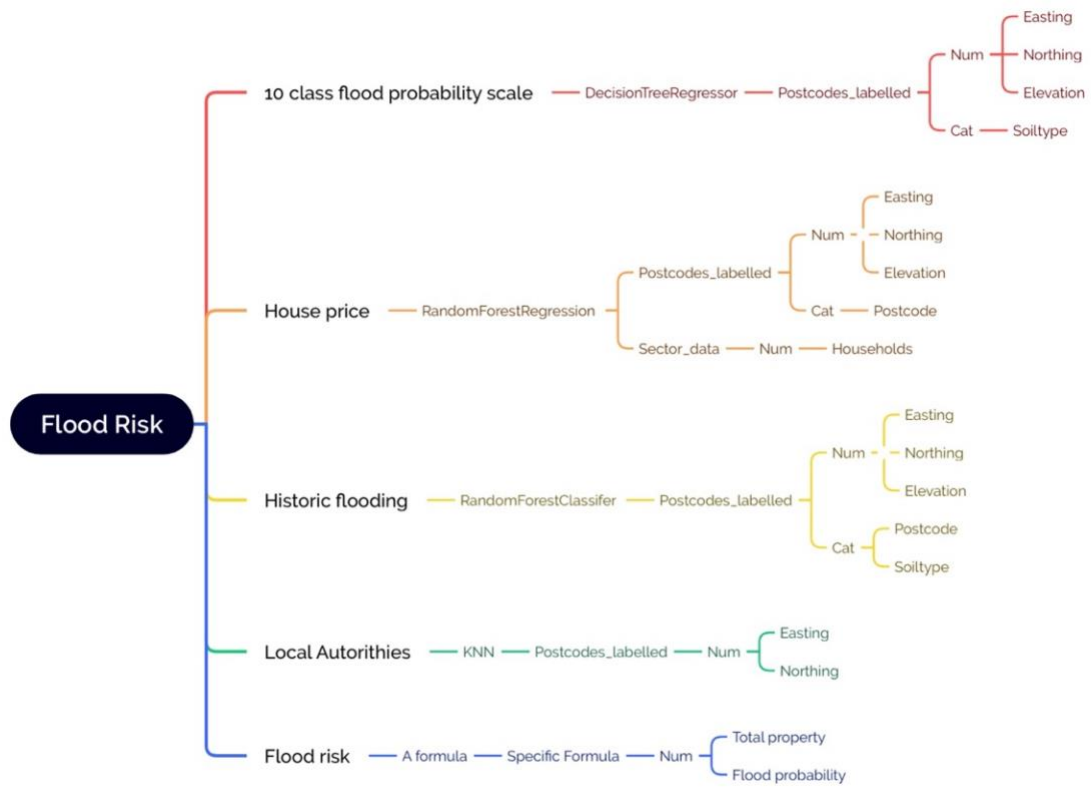 Flood Risk
10 class flood probability scale
DecisionTreeRegressor
Postcodes_labelled
Num
Easting
Northing
Elevation
Cat
Soiltype
House price
RandomForestRegression
Postcodes_labelled
Num
Easting
Northing
Elevation
Cat
Postcode
Sector_data
Num
Households
Historic flooding
RandomForestClassifer
Postcodes_labelled
Num
Easting
Northing
Elevation
Cat
Postcode
Soiltype
Local Autorithies
KNN
Postcodes_labelled
Num
Easting
Northing
Flood risk
A formula
Specific Formula
Num
Total property
Flood probability